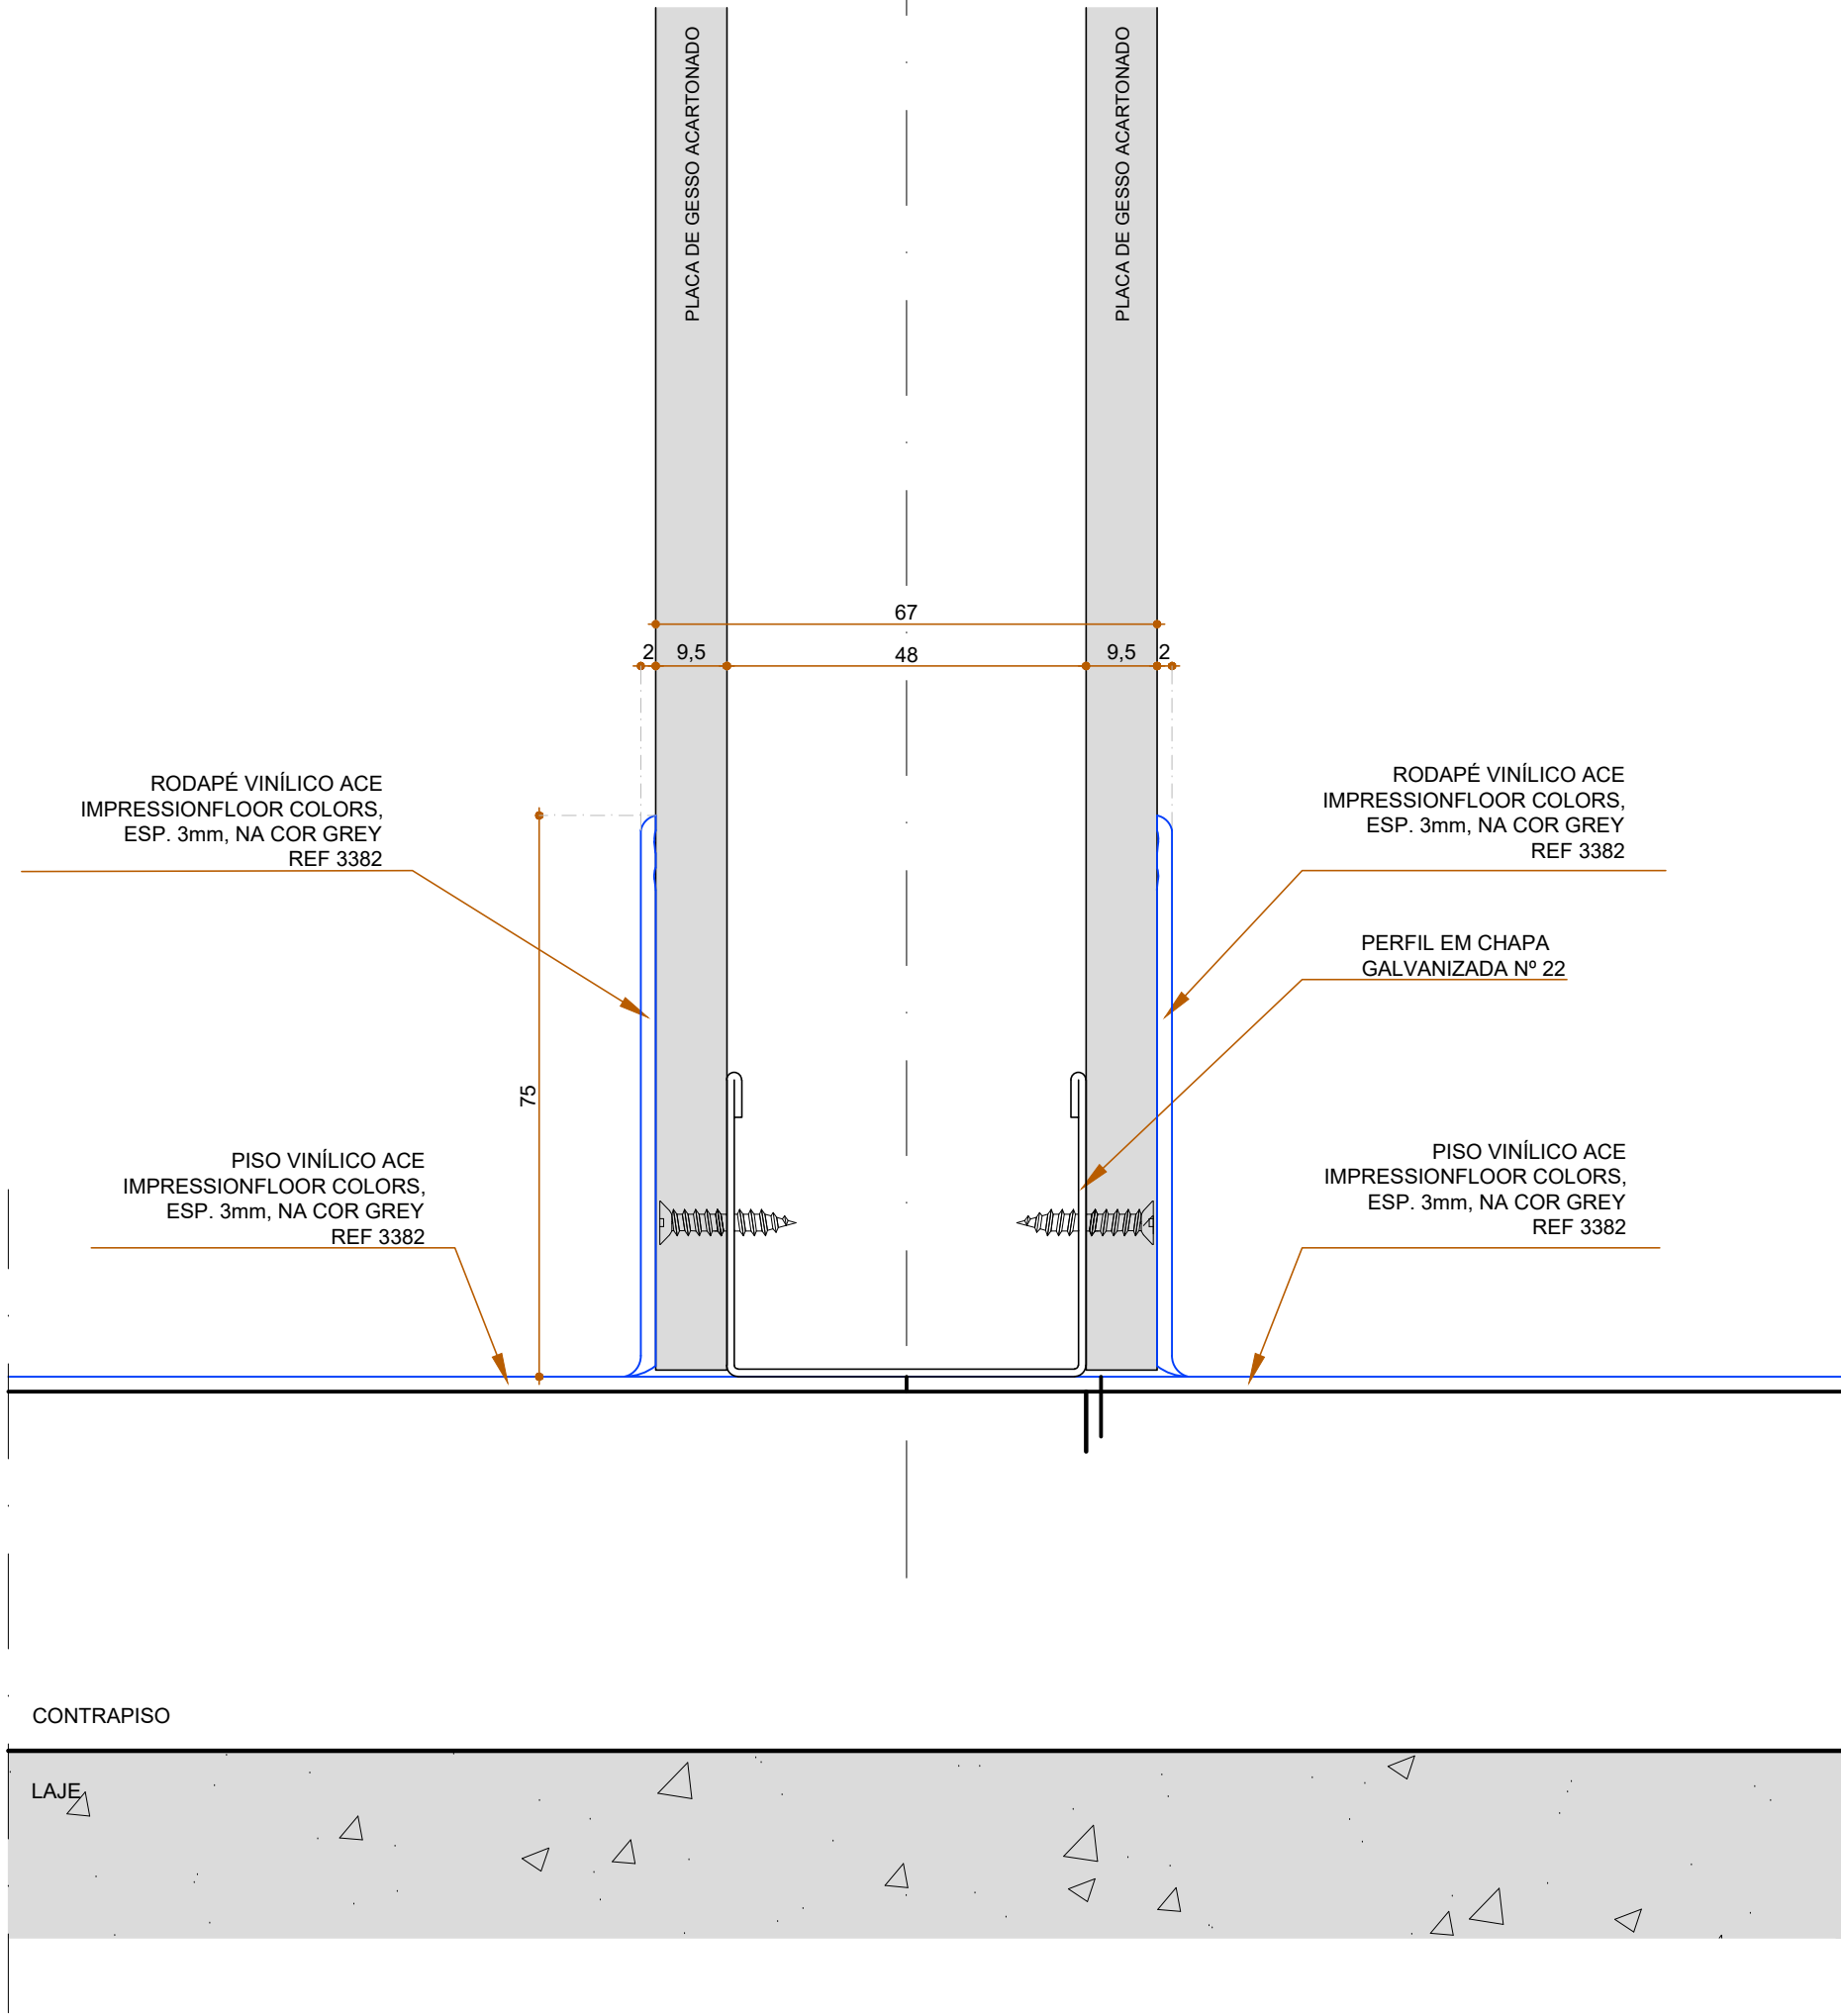 PLACA DE GESSO ACARTONADO
PLACA DE GESSO ACARTONADO
67
2
9,5
48
9,5
2
RODAPÉ VINÍLICO ACE
IMPRESSIONFLOOR COLORS,
ESP. 3mm, NA COR GREY
REF 3382
RODAPÉ VINÍLICO ACE
IMPRESSIONFLOOR COLORS,
ESP. 3mm, NA COR GREY
REF 3382
PERFIL EM CHAPA
GALVANIZADA Nº 22
75
PISO VINÍLICO ACE
IMPRESSIONFLOOR COLORS,
ESP. 3mm, NA COR GREY
REF 3382
PISO VINÍLICO ACE
IMPRESSIONFLOOR COLORS,
ESP. 3mm, NA COR GREY
REF 3382
CONTRAPISO
LAJE